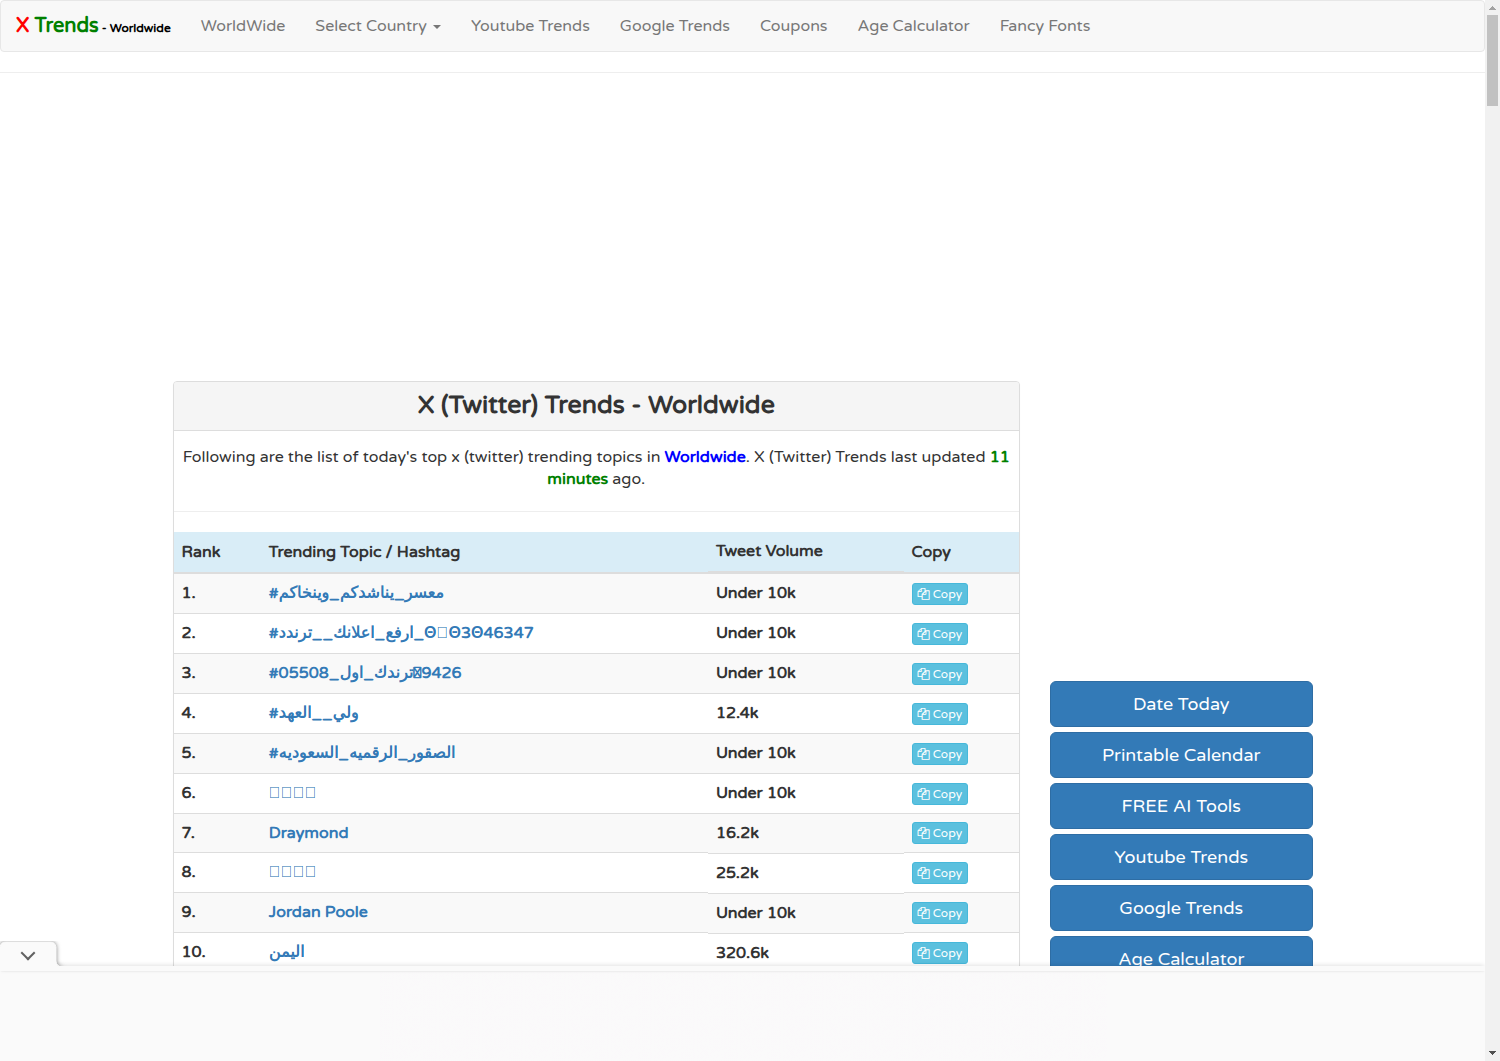 X Trends - Worldwide
WorldWide
Select Country
Youtube Trends
Google Trends
Coupons
Age Calculator
Fancy Fonts
X (Twitter) Trends - Worldwide
Following are the list of today's top x (twitter) trending topics in Worldwide. X (Twitter) Trends last updated 11
minutes ago.
Rank Trending Topic / Hashtag Tweet Volume Copy
1. #معسر_يناشدكم_وينخاكم Under 10k Copy
2. #ارفع_اعلانك__ترندد_ Under 10k Copy
3. #ترندك_اول_05508 9426 Under 10k Copy
4. #ولي__العهد 12.4k Copy
5. #الصقور_الرقميه_السعوديه Under 10k Copy
6. Under 10k Copy
7. Draymond 16.2k Copy
8. 25.2k Copy
9. Jordan Poole Under 10k Copy
10. اليمن 320.6k Copy
Date Today
Printable Calendar
FREE AI Tools
Youtube Trends
Google Trends
Age Calculator